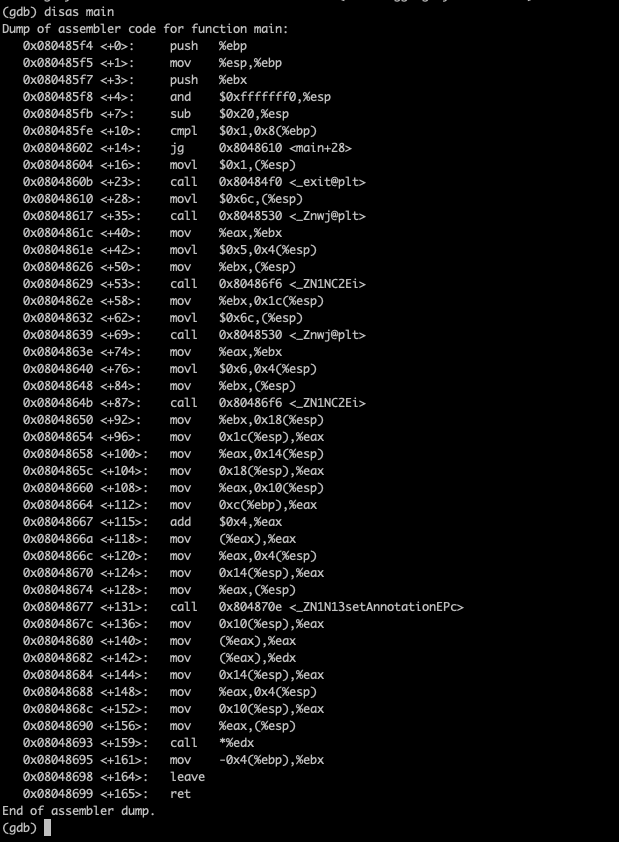 (gdb) disas main
Dump of assembler code for function main:
   0x080485f4 <+0>:     push   %ebp
   0x080485f5 <+1>:     mov    %esp,%ebp
   0x080485f7 <+3>:     push   %ebx
   0x080485f8 <+4>:     and    $0xfffffff0,%esp
   0x080485fb <+7>:     sub    $0x20,%esp
   0x080485fe <+10>:    cmpl   $0x1,0x8(%ebp)
   0x08048602 <+14>:    jg     0x8048610 <main+28>
   0x08048604 <+16>:    movl   $0x1,(%esp)
   0x0804860b <+23>:    call   0x80484f0 <_exit@plt>
   0x08048610 <+28>:    movl   $0x6c,(%esp)
   0x08048617 <+35>:    call   0x8048530 <_Znwj@plt>
   0x0804861c <+40>:    mov    %eax,%ebx
   0x0804861e <+42>:    movl   $0x5,0x4(%esp)
   0x08048626 <+50>:    mov    %ebx,(%esp)
   0x08048629 <+53>:    call   0x80486f6 <_ZN1NC2Ei>
   0x0804862e <+58>:    mov    %ebx,0x1c(%esp)
   0x08048632 <+62>:    movl   $0x6c,(%esp)
   0x08048639 <+69>:    call   0x8048530 <_Znwj@plt>
   0x0804863e <+74>:    mov    %eax,%ebx
   0x08048640 <+76>:    movl   $0x6,0x4(%esp)
   0x08048648 <+84>:    mov    %ebx,(%esp)
   0x0804864b <+87>:    call   0x80486f6 <_ZN1NC2Ei>
   0x08048650 <+92>:    mov    %ebx,0x18(%esp)
   0x08048654 <+96>:    mov    0x1c(%esp),%eax
   0x08048658 <+100>:   mov    %eax,0x14(%esp)
   0x0804865c <+104>:   mov    0x18(%esp),%eax
   0x08048660 <+108>:   mov    %eax,0x10(%esp)
   0x08048664 <+112>:   mov    0xc(%ebp),%eax
   0x08048667 <+115>:   add    $0x4,%eax
   0x0804866a <+118>:   mov    (%eax),%eax
   0x0804866c <+120>:   mov    %eax,0x4(%esp)
   0x08048670 <+124>:   mov    0x14(%esp),%eax
   0x08048674 <+128>:   mov    %eax,(%esp)
   0x08048677 <+131>:   call   0x804870e <_ZN1N13setAnnotationEPc>
   0x0804867c <+136>:   mov    0x10(%esp),%eax
   0x08048680 <+140>:   mov    (%eax),%eax
   0x08048682 <+142>:   mov    (%eax),%edx
   0x08048684 <+144>:   mov    0x14(%esp),%eax
   0x08048688 <+148>:   mov    %eax,0x4(%esp)
   0x0804868c <+152>:   mov    0x10(%esp),%eax
   0x08048690 <+156>:   mov    %eax,(%esp)
   0x08048693 <+159>:   call   *%edx
   0x08048695 <+161>:   mov    -0x4(%ebp),%ebx
   0x08048698 <+164>:   leave
   0x08048699 <+165>:   ret
End of assembler dump.
(gdb)